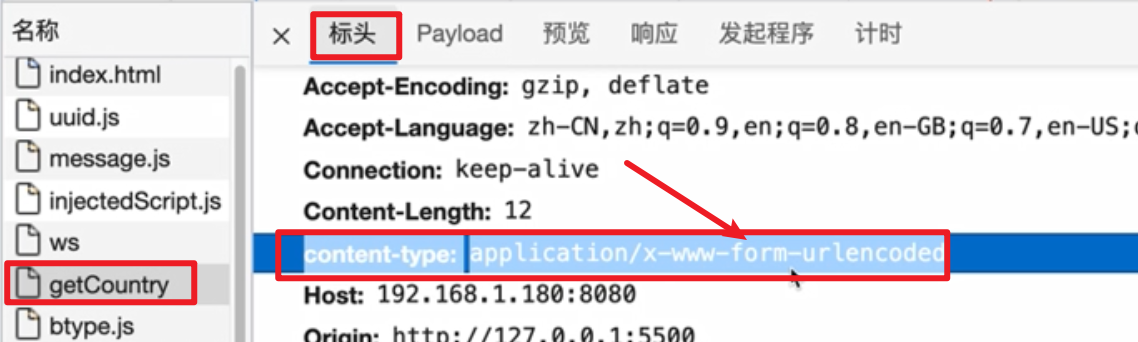 名称
index.html
uuid.js
message.js
injectedScript.js
ws
getCountry
btype.js
标头 Payload 预览 响应 发起程序 计时
Accept-Encoding: gzip, deflate
Accept-Language: zh-CN,zh;q=0.9,en;q=0.8,en-GB;q=0.7,en-US;
Connection: keep-alive
Content-Length: 12
content-type: application/x-www-form-urlencoded
Host: 192.168.1.180:8080
Origin: http://127.0.0.1:5500